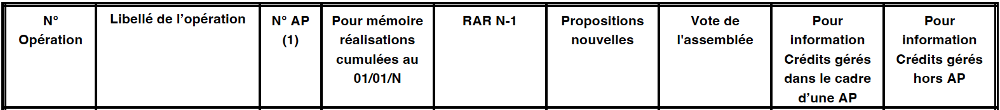 N°
Opération
Libellé de l’opération
N° AP
(1)
Pour mémoire
réalisations
cumulées au
01/01/N
RAR N-1
Propositions
nouvelles
Vote de
l'assemblée
Pour
information
Crédits gérés
dans le cadre
d’une AP
Pour
information
Crédits gérés
hors AP